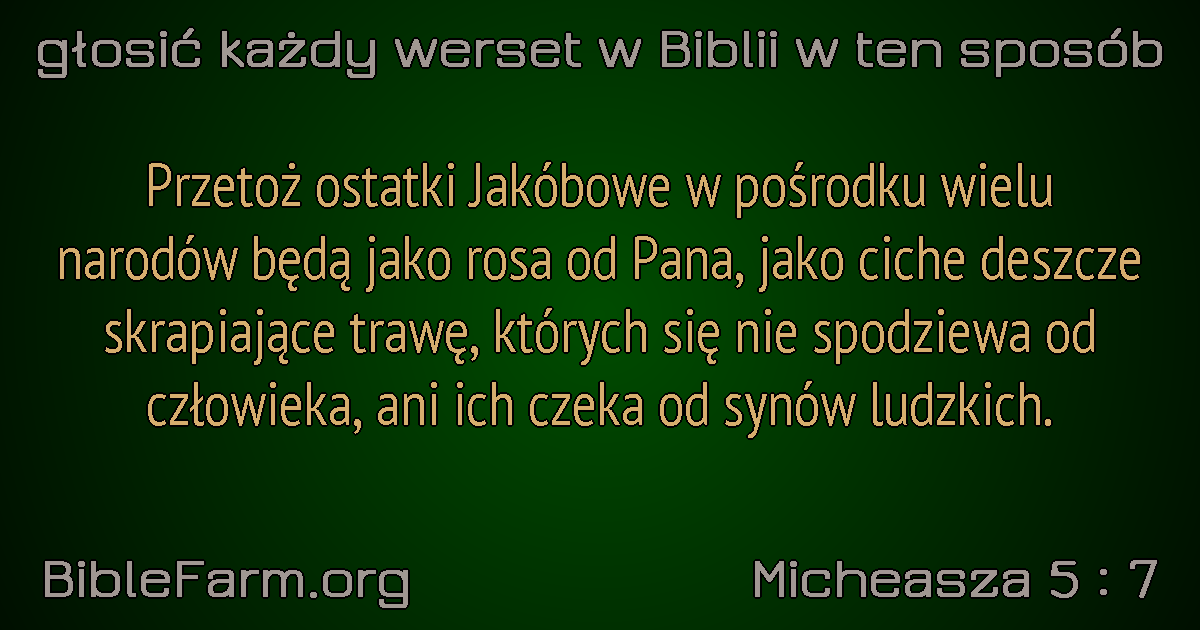 głosić każdy werset w Biblii w ten sposób
Przetoż ostatki Jakóbowe w pośrodku wielu
narodów będą jako rosa od Pana, jako ciche deszcze
skrapiające trawę, których się nie spodziewa od
człowieka, ani ich czeka od synów ludzkich.
BibleFarm.org
Micheasza 5 : 7